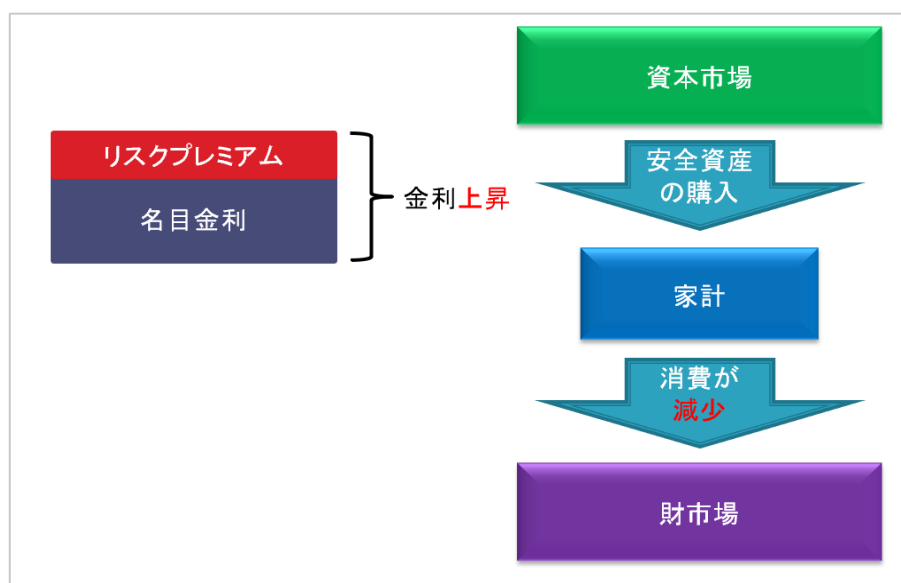 リスクプレミアム
名目金利
金利上昇
資本市場
安全資産
の購入
家計
消費が
減少
財市場